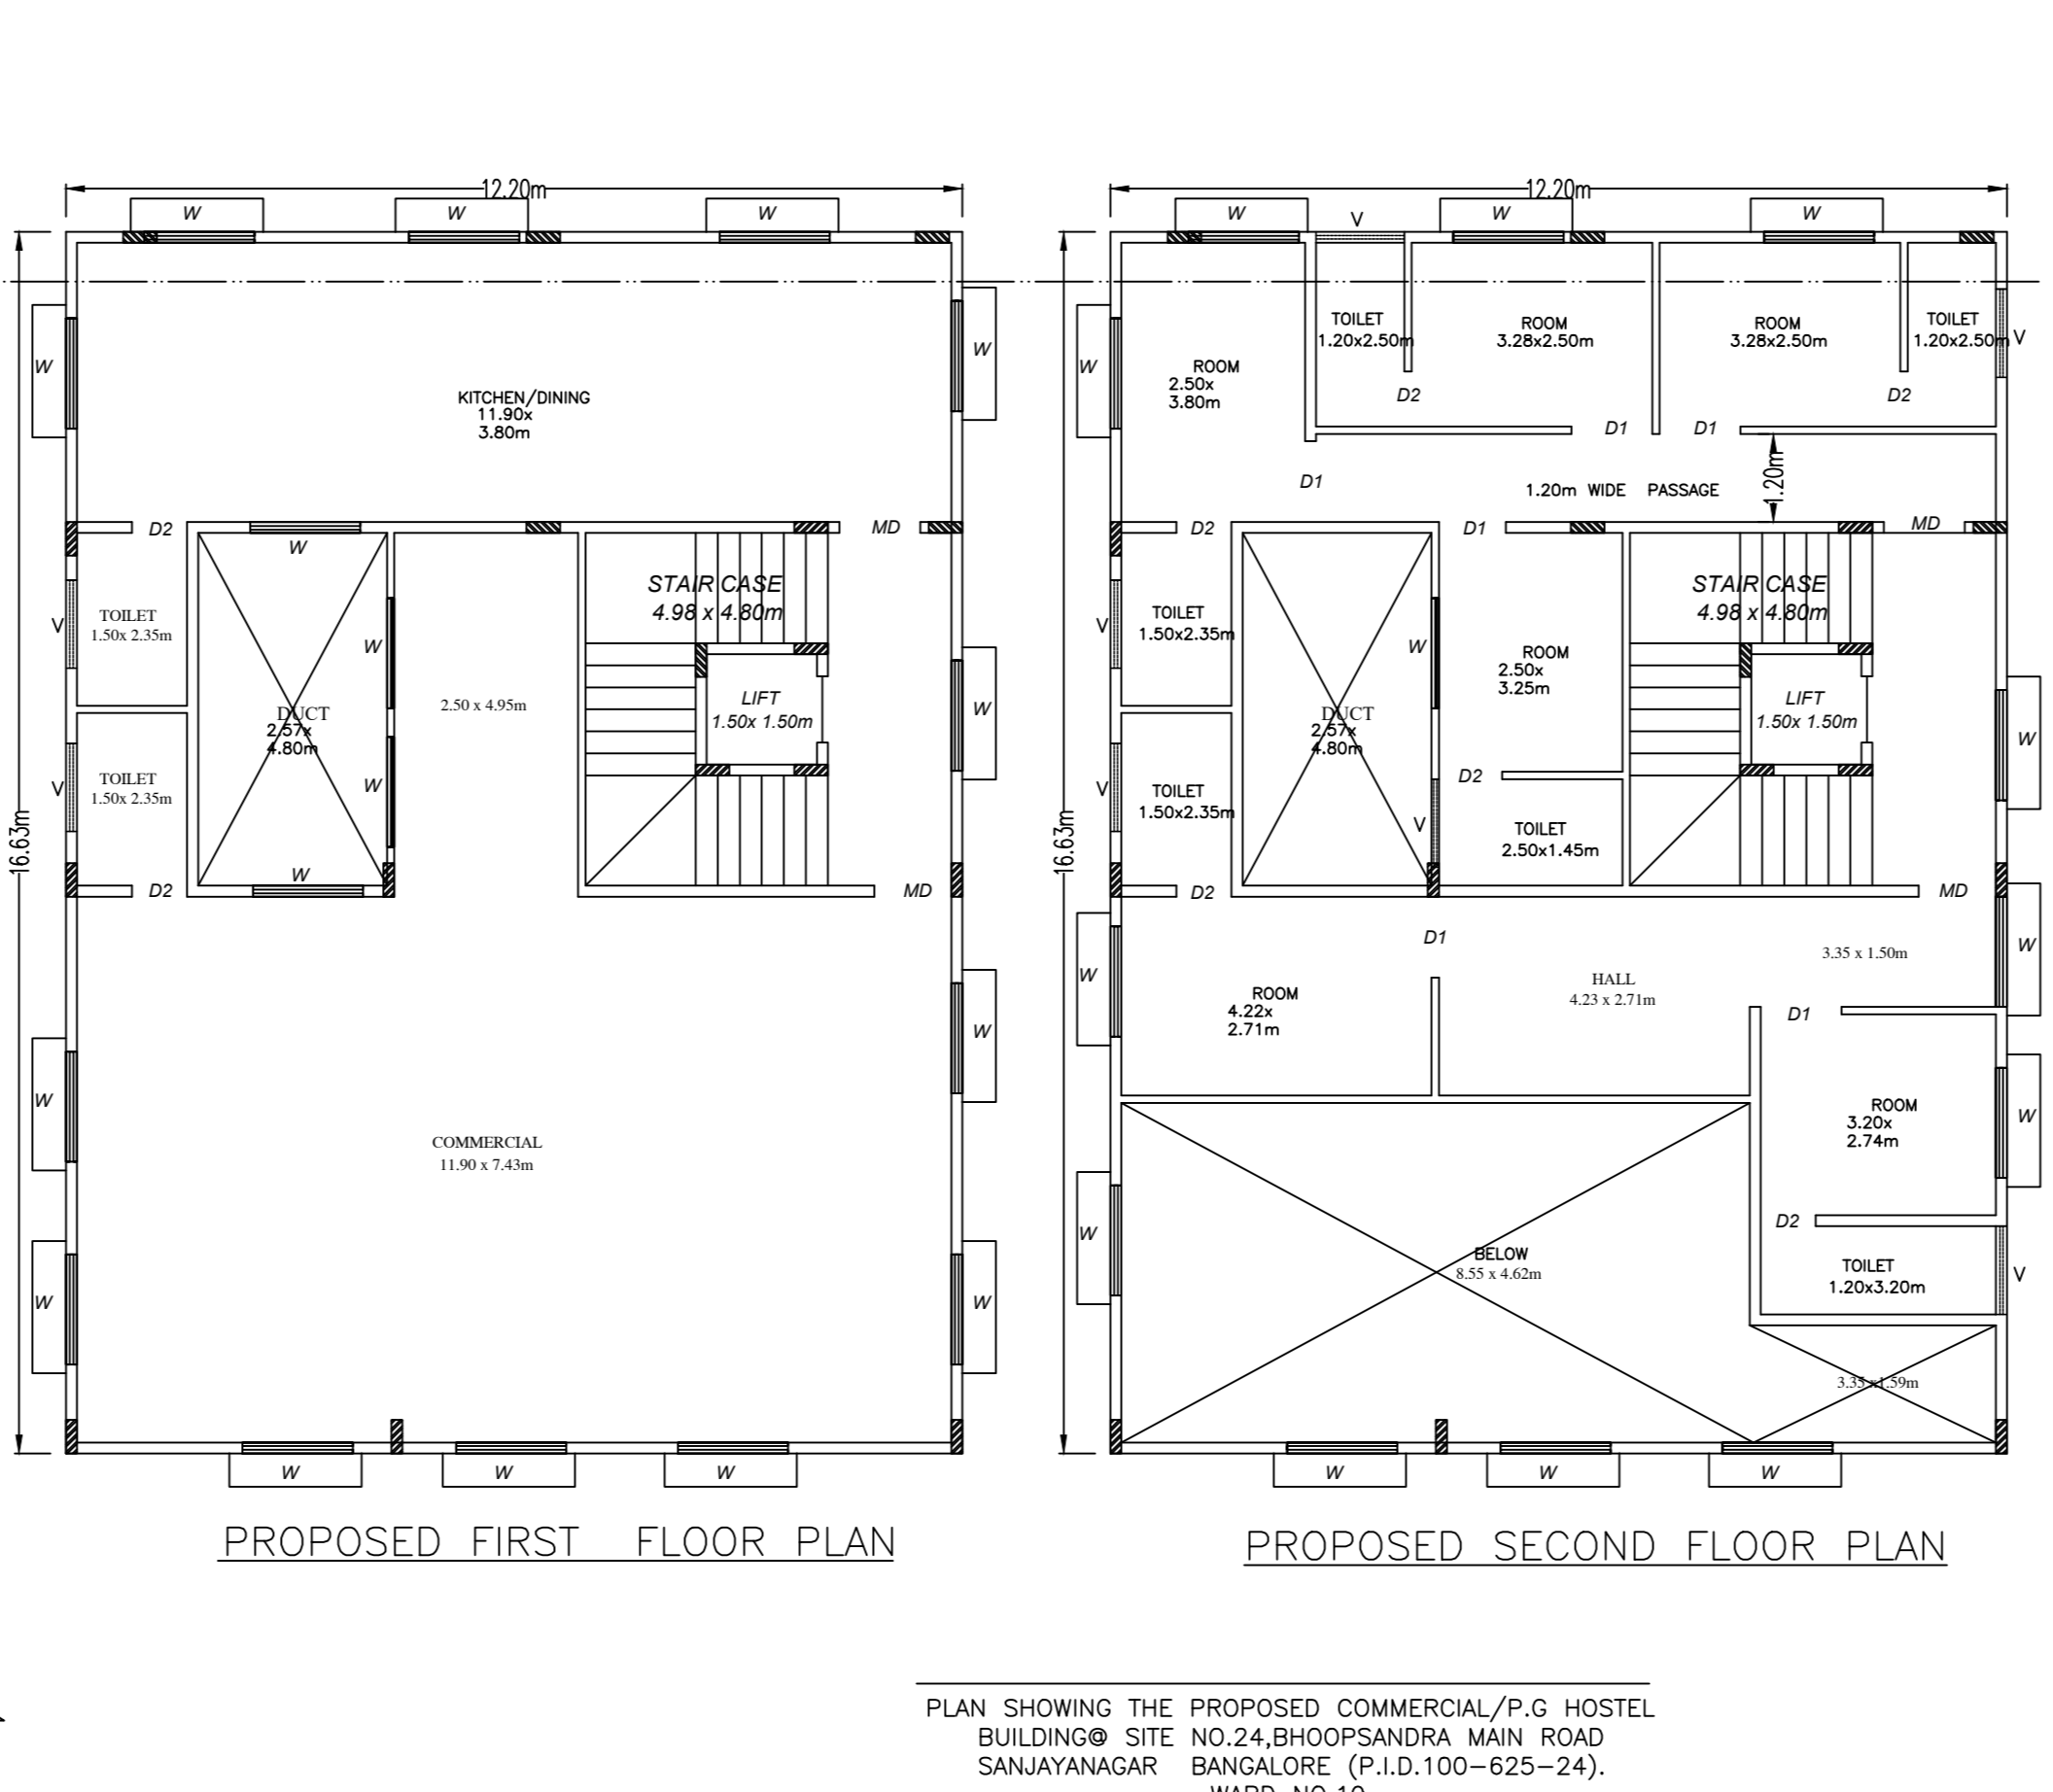 12.20m
W
W
W
W
W
KITCHEN/DINING
11.90x
3.80m
D2
W
MD
STAIR CASE
4.98 x 4.80m
TOILET
1.50x 2.35m
V
W
LIFT
1.50x 1.50m
2.50 x 4.95m
W
DUCT
2.57x
4.80m
TOILET
1.50x 2.35m
V
W
16.63m
D2
W
MD
W
COMMERCIAL
11.90 x 7.43m
W
W
W
W
W
W
PROPOSED FIRST FLOOR PLAN
12.20m
W
V
W
W
W
TOILET
1.20x2.50m
ROOM
3.28x2.50m
ROOM
3.28x2.50m
TOILET
1.20x2.50m
V
ROOM
2.50x
3.80m
D2
D2
D1
D1
D1
1.20m WIDE PASSAGE
1.20m
D2
D1
MD
STAIR CASE
4.98 x 4.80m
TOILET
1.50x2.35m
V
W
ROOM
2.50x
3.25m
LIFT
1.50x 1.50m
DUCT
2.57x
4.80m
W
D2
TOILET
1.50x2.35m
V
V
TOILET
2.50x1.45m
16.63m
D2
MD
D1
W
W
3.35 x 1.50m
HALL
4.23 x 2.71m
ROOM
4.22x
2.71m
D1
ROOM
3.20x
2.74m
W
D2
W
BELOW
8.55 x 4.62m
TOILET
1.20x3.20m
V
3.35 x1.59m
W
W
W
PROPOSED SECOND FLOOR PLAN
PLAN SHOWING THE PROPOSED COMMERCIAL/P.G HOSTEL
BUILDING@ SITE NO.24,BHOOPSANDRA MAIN ROAD
SANJAYANAGAR BANGALORE (P.I.D.100-625-24).
WARD NO.19